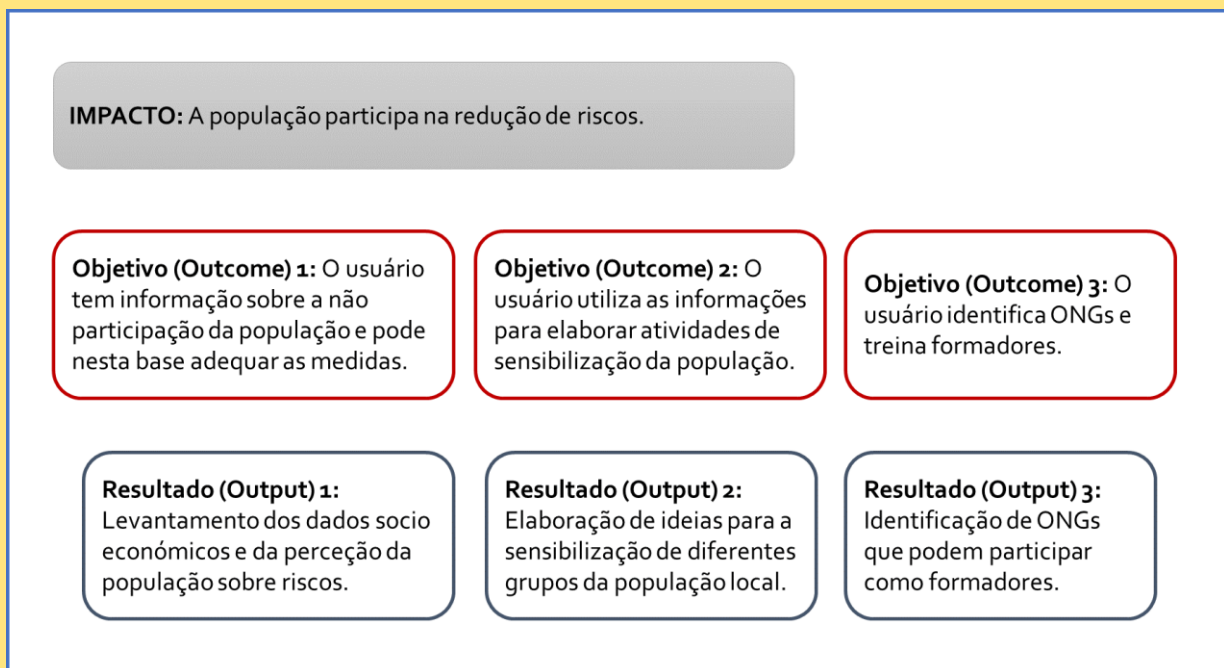 IMPACTO: A população participa na redução de riscos.
Objetivo (Outcome) 1: O usuário
tem informação sobre a não
participação da população e pode
nesta base adequar as medidas.
Objetivo (Outcome) 2: O
usuário utiliza as informações
para elaborar atividades de
sensibilização da população.
Objetivo (Outcome) 3: O
usuário identifica ONGs e
treina formadores.
Resultado (Output) 1:
Levantamento dos dados socio
económicos e da perceção da
população sobre riscos.
Resultado (Output) 2:
Elaboração de ideias para a
sensibilização de diferentes
grupos da população local.
Resultado (Output) 3:
Identificação de ONGs
que podem participar
como formadores.